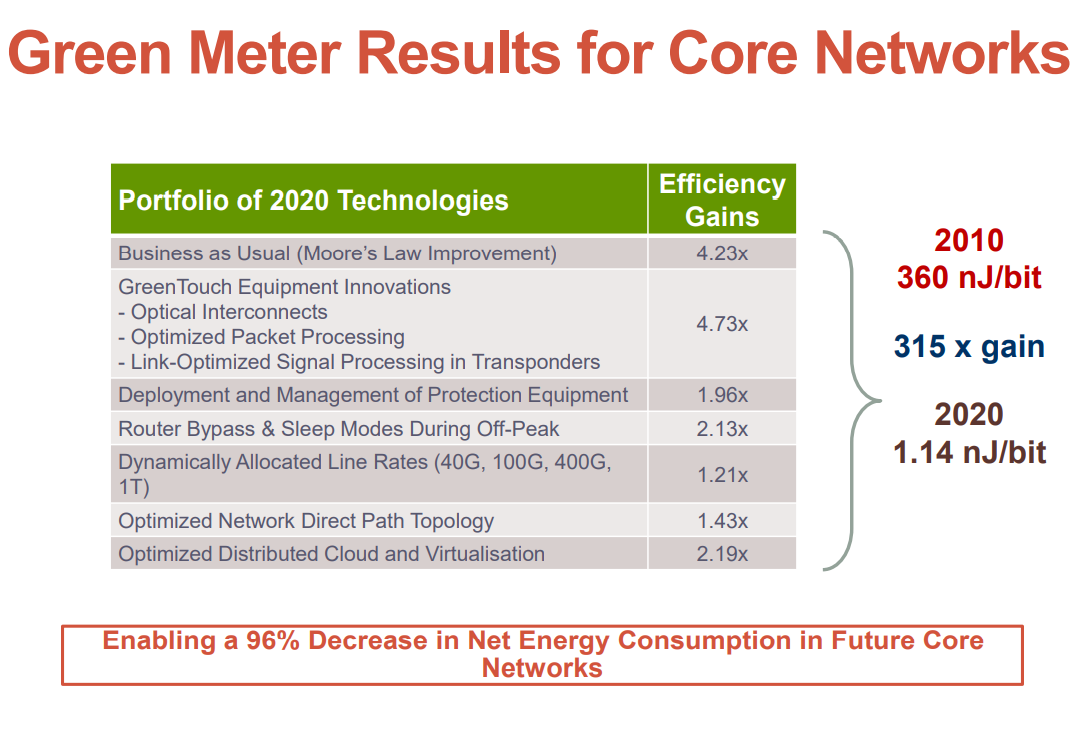 Green Meter Results for Core Networks
Portfolio of 2020 Technologies
Efficiency
Gains
Business as Usual (Moore’s Law Improvement)
4.23x
GreenTouch Equipment Innovations
- Optical Interconnects
- Optimized Packet Processing
- Link-Optimized Signal Processing in Transponders
4.73x
Deployment and Management of Protection Equipment
1.96x
Router Bypass & Sleep Modes During Off-Peak
2.13x
Dynamically Allocated Line Rates (40G, 100G, 400G,
1T)
1.21x
Optimized Network Direct Path Topology
1.43x
Optimized Distributed Cloud and Virtualisation
2.19x
2010
360 nJ/bit
315 x gain
2020
1.14 nJ/bit
Enabling a 96% Decrease in Net Energy Consumption in Future Core
Networks